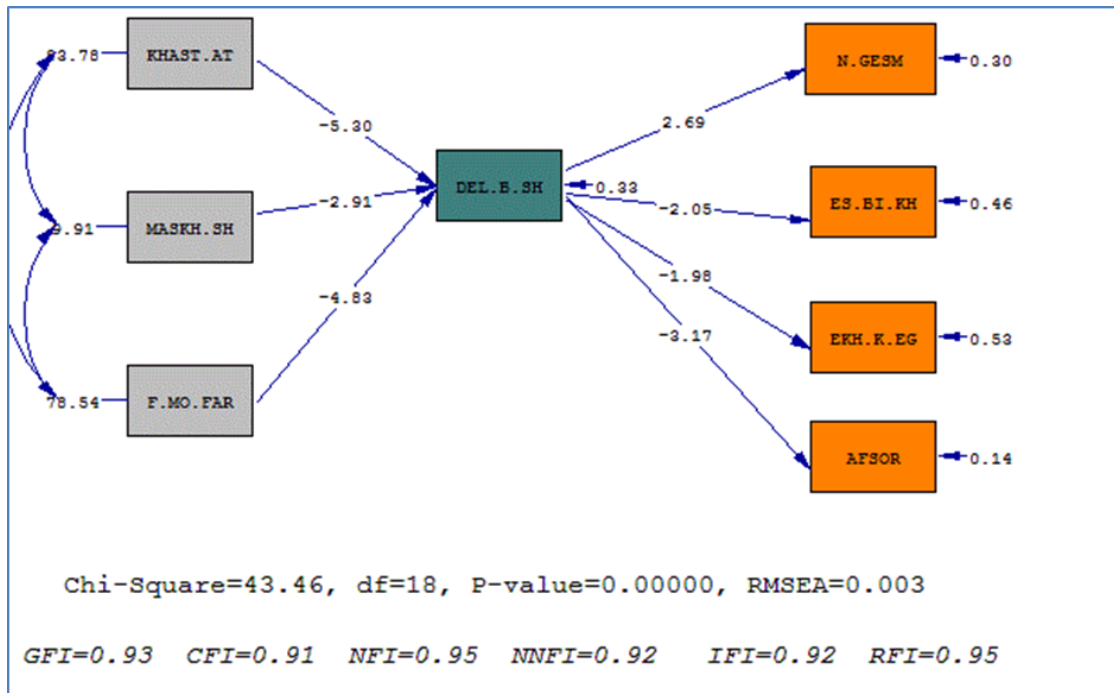 93.78
KHAST.AT
N.GESM
0.30
-5.30
2.69
DEL.B.SH
0.33
9.91
MASKH.SH
-2.91
-2.05
ES.BI.KH
0.46
-4.83
-1.98
-3.17
EKH.K.EG
0.53
78.54
F.MO.FAR
AFSOR
0.14
Chi-Square=43.46, df=18, P-value=0.00000, RMSEA=0.003
GFI=0.93 CFI=0.91 NFI=0.95 NNFI=0.92 IFI=0.92 RFI=0.95